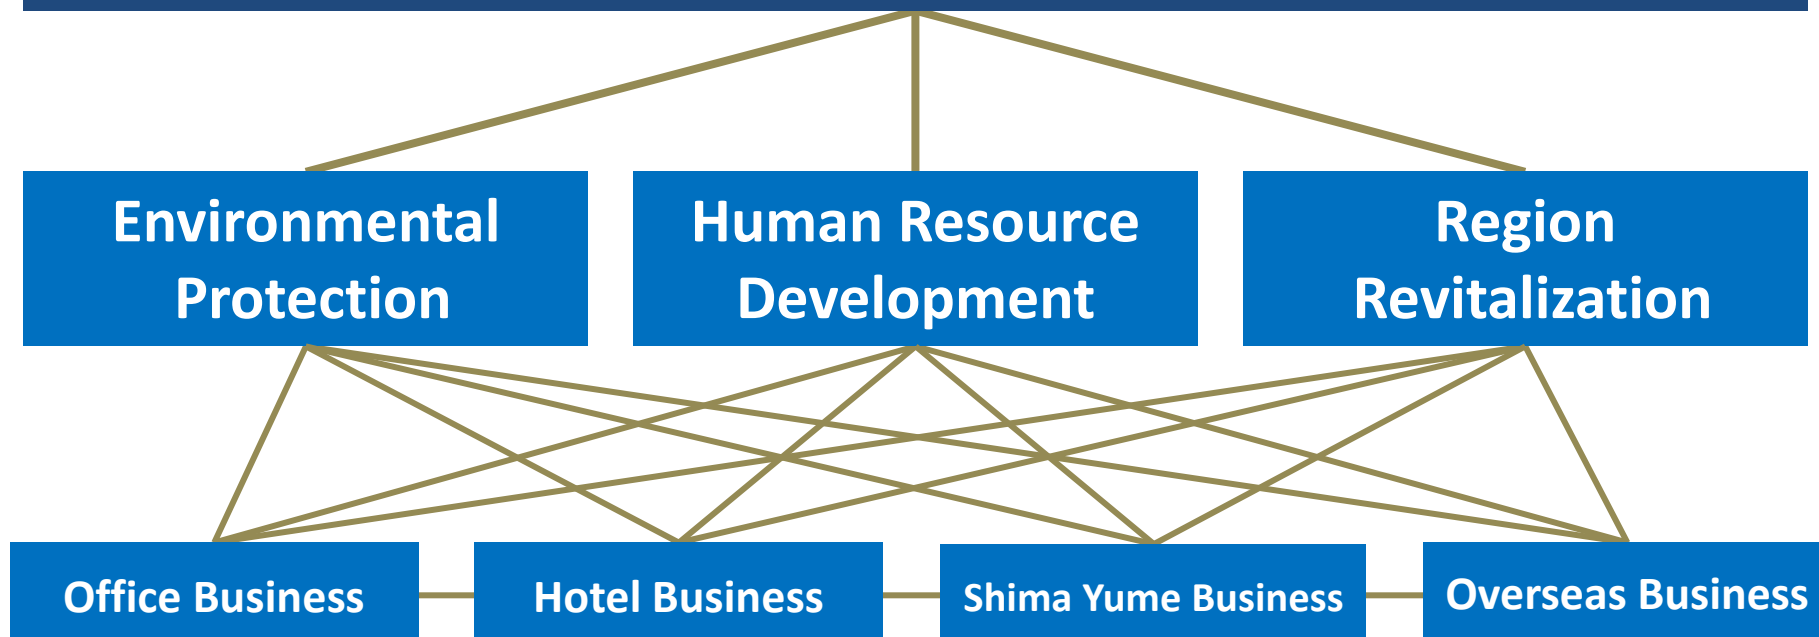 Environmental
Protection
Human Resource
Development
Region
Revitalization
Office Business
Hotel Business
Shima Yume Business
Overseas Business